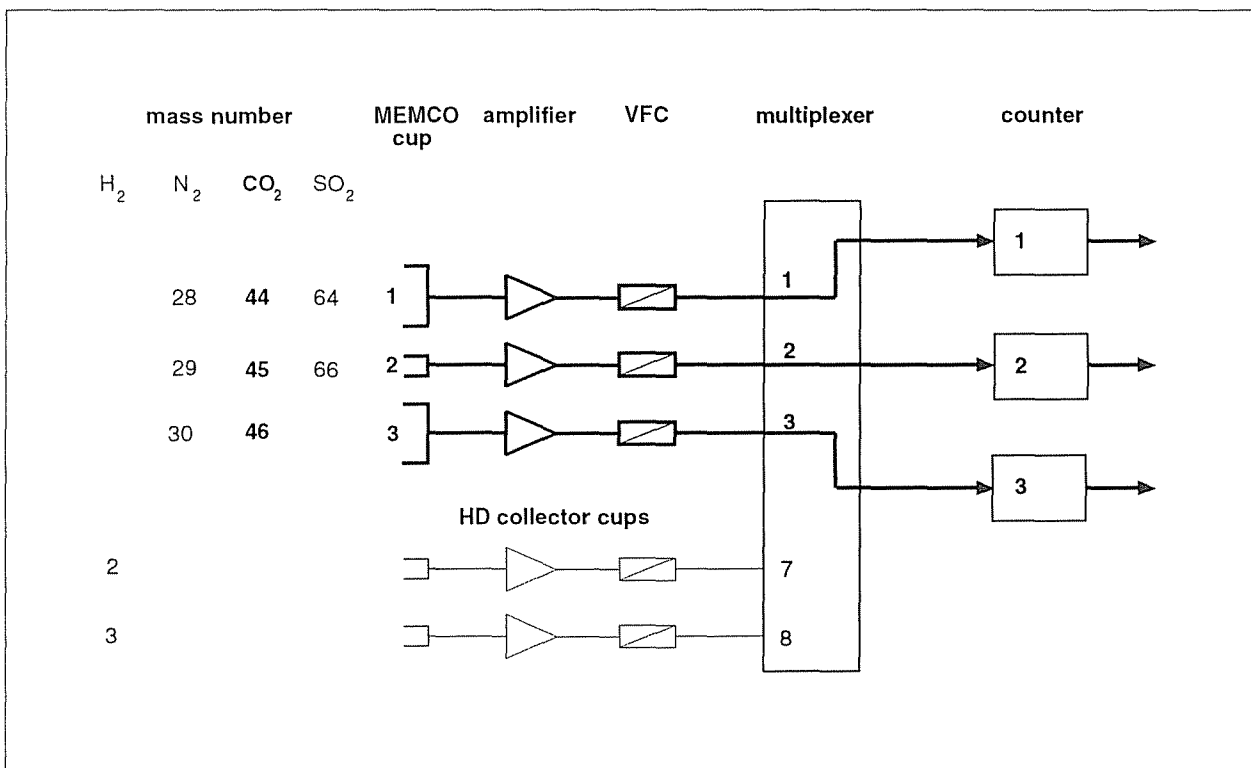 mass number MEMCO cup amplifier VFC multiplexer counter
H₂ N₂ CO₂ SO₂
1
28 44 64 1 1
29 45 66 2 2 2
30 46 3 3
3
HD collector cups
2 7
3 8